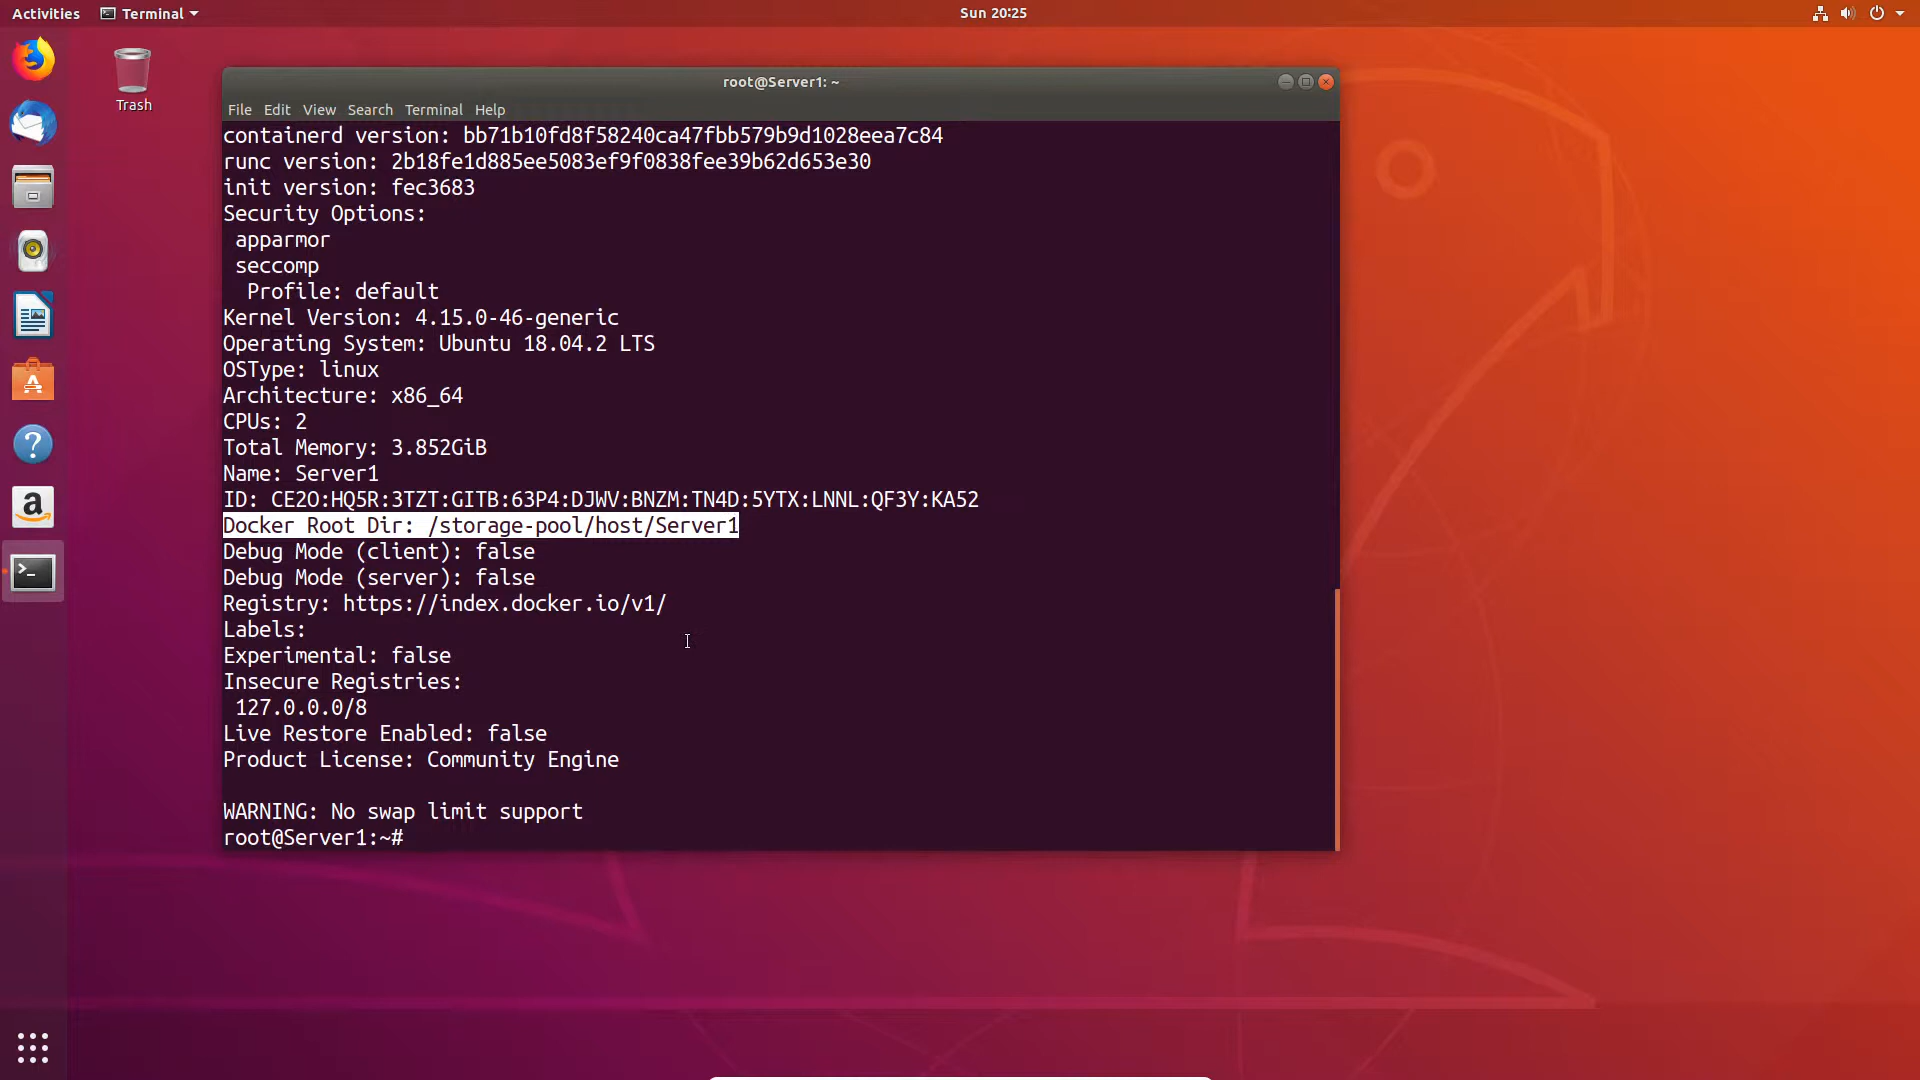 Activities
Terminal
Sun 20:25
Trash
root@Server1: ~
File Edit View Search Terminal Help
containerd version: bb71b10fd8f58240ca47fbb579b9d1028eea7c84
runc version: 2b18fe1d885ee5083ef9f0838fee39b62d653e30
init version: fec3683
Security Options:
apparmor
seccomp
Profile: default
Kernel Version: 4.15.0-46-generic
Operating System: Ubuntu 18.04.2 LTS
OSType: linux
Architecture: x86_64
CPUs: 2
Total Memory: 3.852GiB
Name: Server1
ID: CE2O:HQ5R:3TZT:GITB:63P4:DJWV:BNZM:TN4D:5YTX:LNNL:QF3Y:KA52
Docker Root Dir: /storage-pool/host/Server1
Debug Mode (client): false
Debug Mode (server): false
Registry: https://index.docker.io/v1/
Labels:
Experimental: false
Insecure Registries:
127.0.0.0/8
Live Restore Enabled: false
Product License: Community Engine
WARNING: No swap limit support
root@Server1:~#